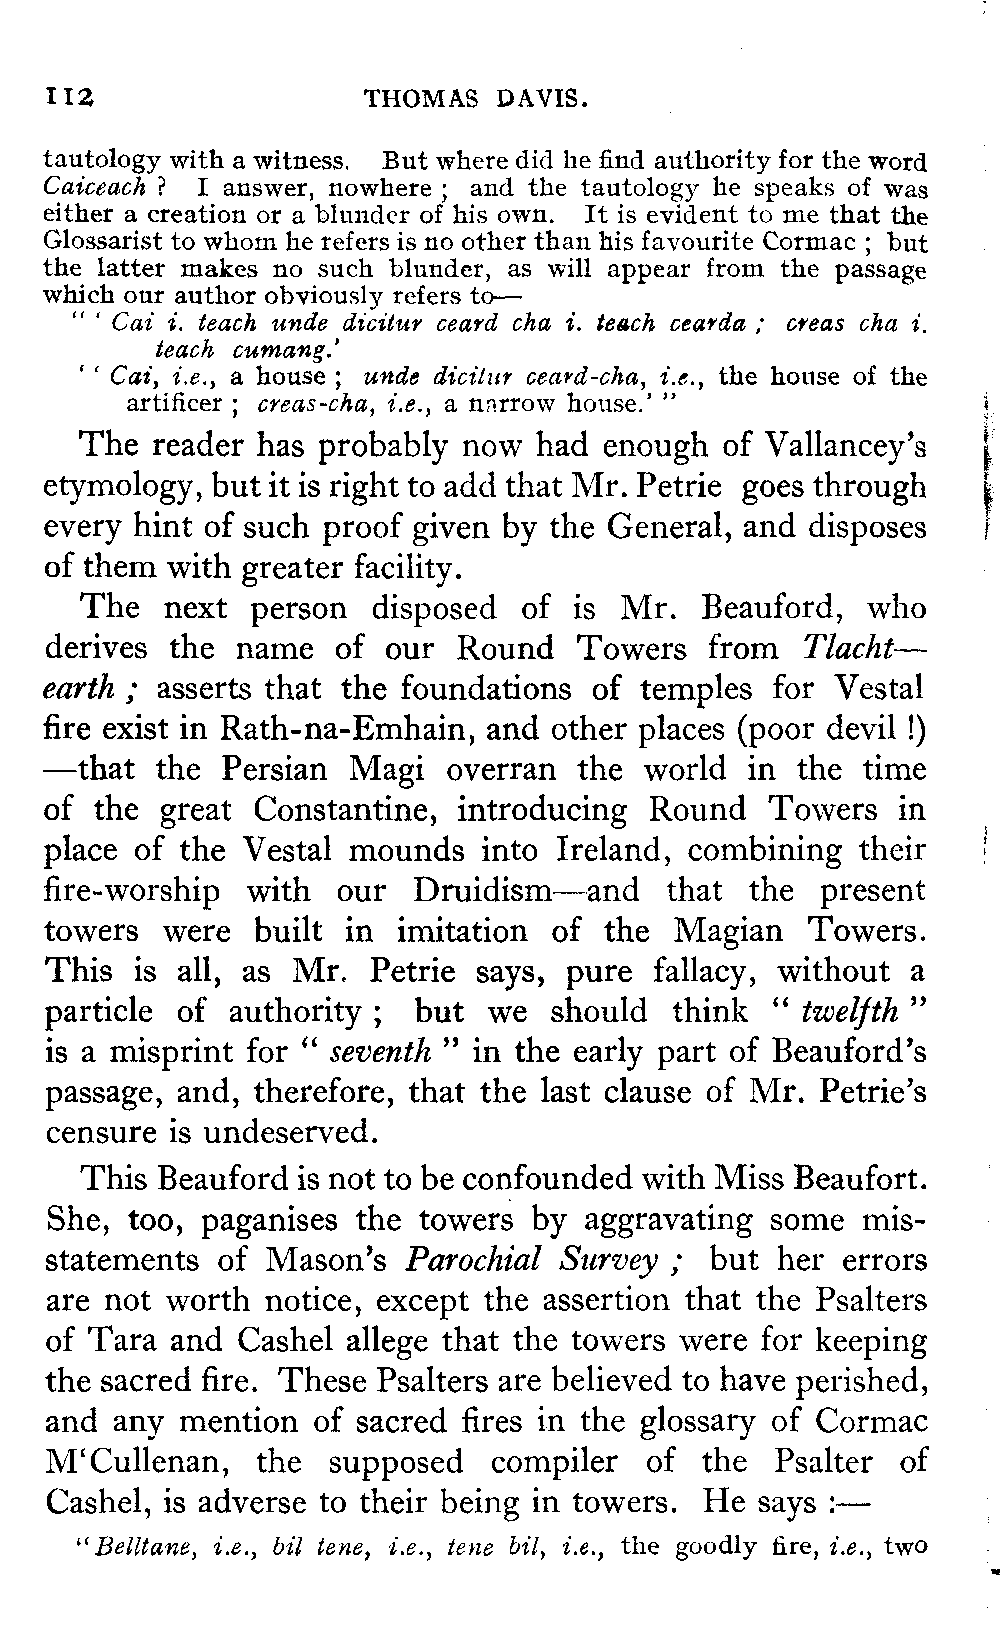 112 THOMAS DAVIS.
tautology with a witness. But where did he find authority for the word
Caiceach ? I answer, nowhere ; and the tautology he speaks of was
either a creation or a blunder of his own. It is evident to me that the
Glossarist to whom he refers is no other than his favourite Cormac ; but
the latter makes no such blunder, as will appear from the passage
which our author obviously refers to—
" ' Cai i. teach unde dicitur ceard cha i. teach cearda ; creas cha i.
teach cumang.'
' ' Cai, i.e., a house ; unde dicitur ceard-cha, i.e., the house of the
artificer ; creas-cha, i.e., a narrow house.' "
The reader has probably now had enough of Vallancey's
etymology, but it is right to add that Mr. Petrie goes through
every hint of such proof given by the General, and disposes
of them with greater facility.
The next person disposed of is Mr. Beauford, who
derives the name of our Round Towers from Tlacht—
earth ; asserts that the foundations of temples for Vestal
fire exist in Rath-na-Emhain, and other places (poor devil !)
—that the Persian Magi overran the world in the time
of the great Constantine, introducing Round Towers in
place of the Vestal mounds into Ireland, combining their
fire-worship with our Druidism—and that the present
towers were built in imitation of the Magian Towers.
This is all, as Mr. Petrie says, pure fallacy, without a
particle of authority ; but we should think " twelfth "
is a misprint for " seventh " in the early part of Beauford's
passage, and, therefore, that the last clause of Mr. Petrie's
censure is undeserved.
This Beauford is not to be confounded with Miss Beaufort.
She, too, paganises the towers by aggravating some mis-
statements of Mason's Parochial Survey ; but her errors
are not worth notice, except the assertion that the Psalters
of Tara and Cashel allege that the towers were for keeping
the sacred fire. These Psalters are believed to have perished,
and any mention of sacred fires in the glossary of Cormac
M'Cullenan, the supposed compiler of the Psalter of
Cashel, is adverse to their being in towers. He says :—
"Belltane, i.e., bil tene, i.e., tene bil, i.e., the goodly fire, i.e., two